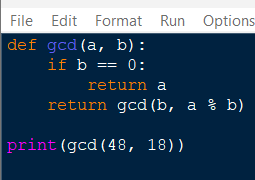 File Edit Format Run Options
def gcd(a, b):
    if b == 0:
        return a
    return gcd(b, a % b)

print(gcd(48, 18))